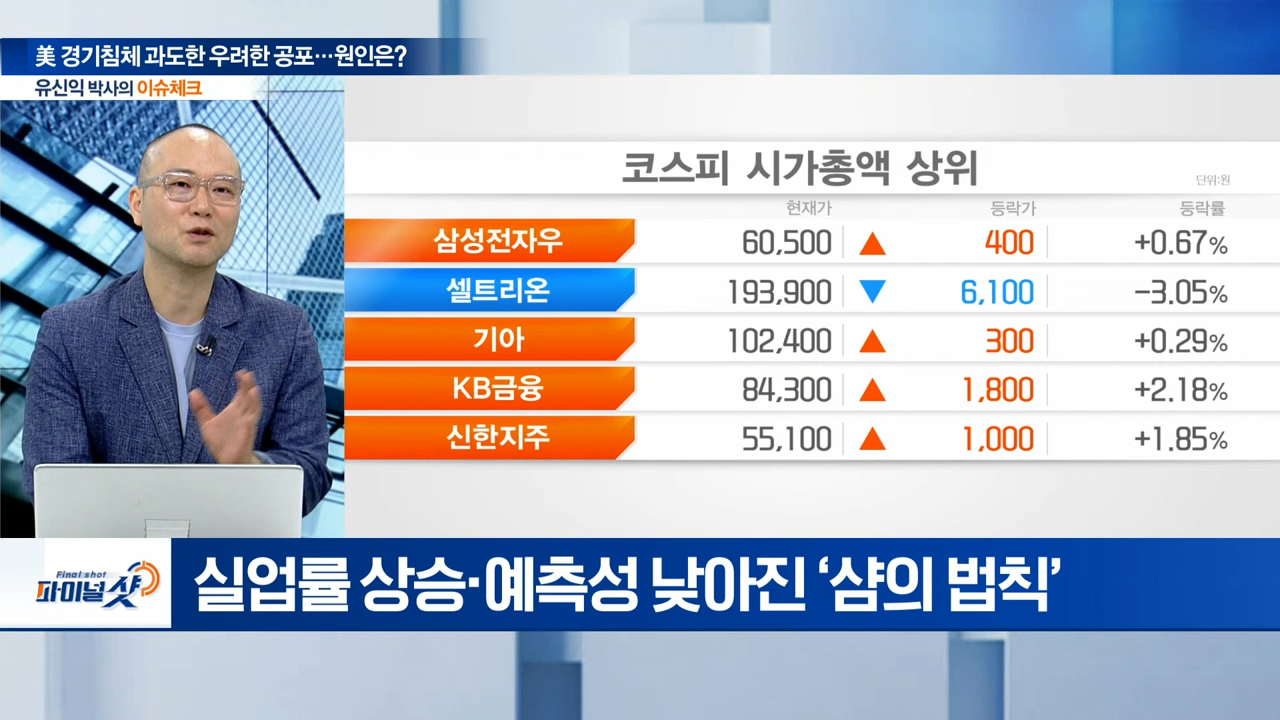 美 경기침체 과도한 우려한 공포…원인은?
유신익 박사의 이슈체크
코스피 시가총액 상위
단위:원
현재가 등락가 등락률
삼성전자우 60,500 ▲ 400 +0.67%
셀트리온 193,900 ▼ 6,100 -3.05%
기아 102,400 ▲ 300 +0.29%
KB금융 84,300 ▲ 1,800 +2.18%
신한지주 55,100 ▲ 1,000 +1.85%
Final shot
파이널샷
실업률 상승·예측성 낮아진 ‘샴의 법칙’